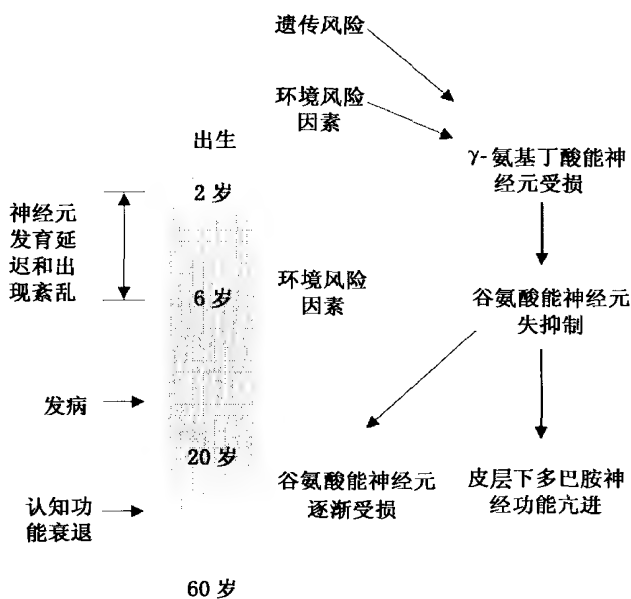 遗传风险
环境风险
因素
出生
γ-氨基丁酸能神
经元受损
2 岁
神经元
发育延
迟和出
现紊乱
环境风险
因素
6 岁
谷氨酸能神经元
失抑制
发病
20 岁
谷氨酸能神经元
逐渐受损
皮层下多巴胺神
经功能亢进
认知功
能衰退
60 岁